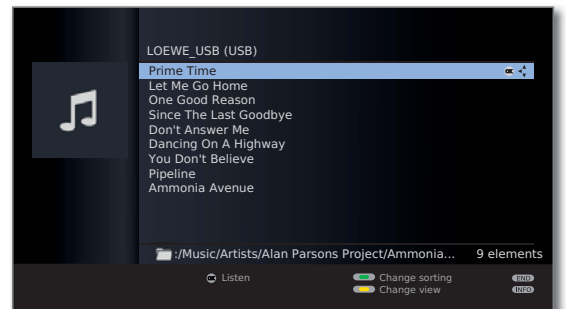 LOEWE_USB (USB)
Prime Time
OK
Let Me Go Home
One Good Reason
Since The Last Goodbye
Don't Answer Me
Dancing On A Highway
You Don't Believe
Pipeline
Ammonia Avenue
:/Music/Artists/Alan Parsons Project/Ammonia... 9 elements
OK Listen
Change sorting END
Change view INFO